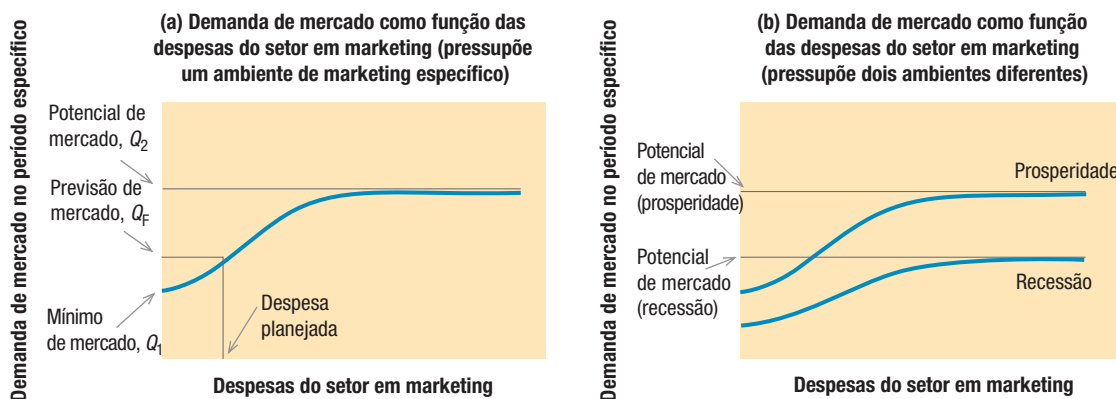 (a) Demanda de mercado como função das
despesas do setor em marketing (pressupõe
um ambiente de marketing específico)
Demanda de mercado no período específico
Potencial de
mercado, Q2
Previsão de
mercado, QF
Mínimo
de mercado, Q1
Despesa
planejada
Despesas do setor em marketing
(b) Demanda de mercado como função
das despesas do setor em marketing
(pressupõe dois ambientes diferentes)
Demanda de mercado no período específico
Potencial
de mercado
(prosperidade)
Prosperidade
Potencial
de mercado
(recessão)
Recessão
Despesas do setor em marketing